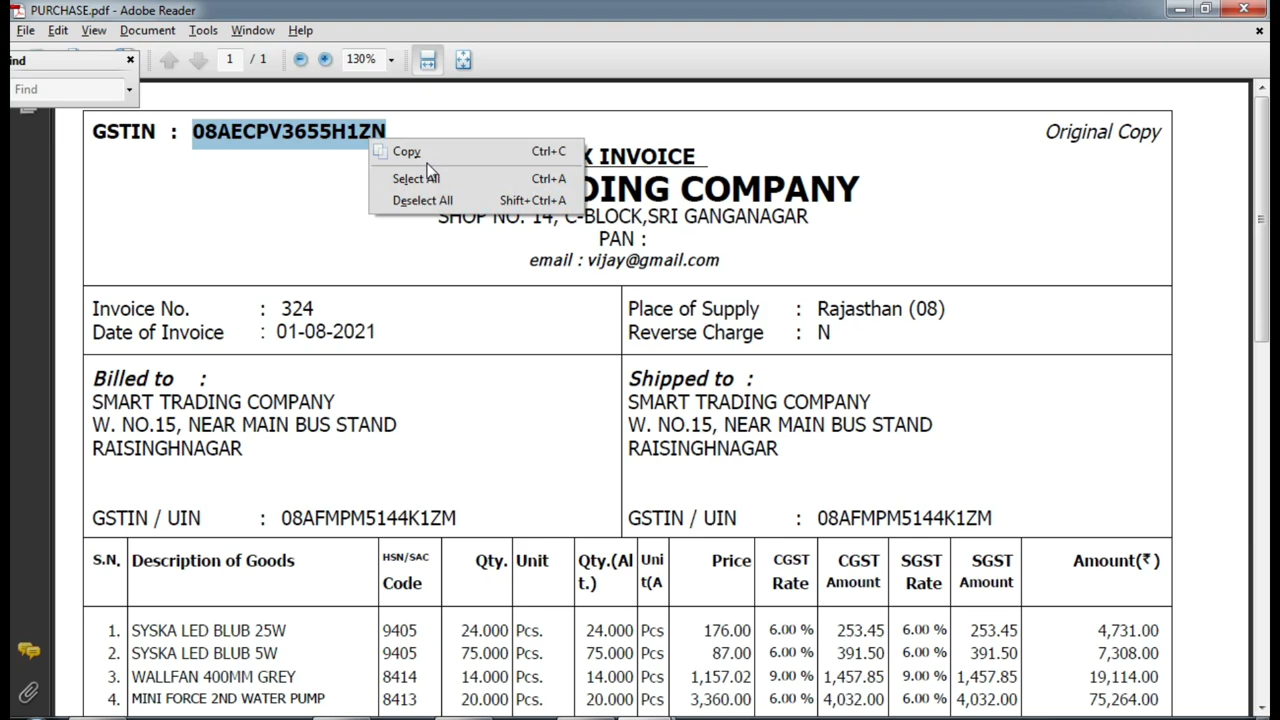 PURCHASE.pdf - Adobe Reader
File Edit View Document Tools Window Help
ind
1 / 1 130%
Find
GSTIN : 08AECPV3655H1ZN
Original Copy
Copy Ctrl+C
Select All Ctrl+A
Deselect All Shift+Ctrl+A
INVOICE
COMPANY
SHOP NO. 14, C-BLOCK,SRI GANGANAGAR
PAN :
email : vijay@gmail.com
Invoice No. : 324
Date of Invoice : 01-08-2021
Place of Supply : Rajasthan (08)
Reverse Charge : N
Billed to :
SMART TRADING COMPANY
W. NO.15, NEAR MAIN BUS STAND
RAISINGHNAGAR
GSTIN / UIN : 08AFMPM5144K1ZM
Shipped to :
SMART TRADING COMPANY
W. NO.15, NEAR MAIN BUS STAND
RAISINGHNAGAR
GSTIN / UIN : 08AFMPM5144K1ZM
S.N. Description of Goods HSN/SAC Code Qty. Unit Qty.(Al t.) Uni t(A Price CGST Rate CGST Amount SGST Rate SGST Amount Amount(₹)
1. SYSKA LED BLUB 25W 9405 24.000 Pcs. 24.000 Pcs 176.00 6.00 % 253.45 6.00 % 253.45 4,731.00
2. SYSKA LED BLUB 5W 9405 75.000 Pcs. 75.000 Pcs 87.00 6.00 % 391.50 6.00 % 391.50 7,308.00
3. WALLFAN 400MM GREY 8414 14.000 Pcs. 14.000 Pcs 1,157.02 9.00 % 1,457.85 9.00 % 1,457.85 19,114.00
4. MINI FORCE 2ND WATER PUMP 8413 20.000 Pcs. 20.000 Pcs 3,360.00 6.00 % 4,032.00 6.00 % 4,032.00 75,264.00